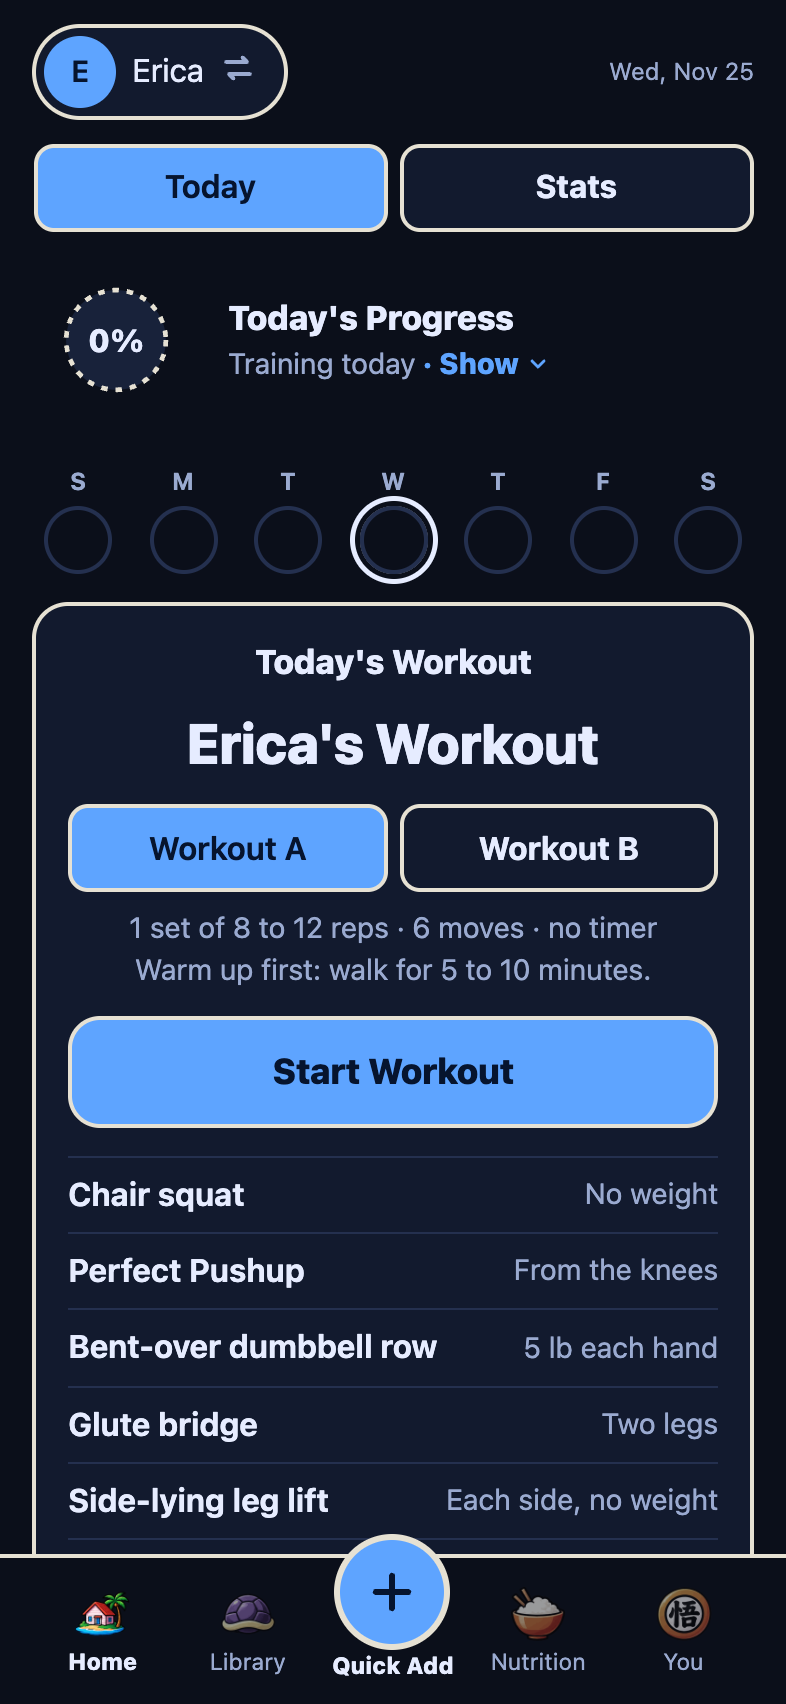 E Erica
Wed, Nov 25
Today
Stats
0%
Today's Progress
Training today · Show
S M T W T F S
Today's Workout
Erica's Workout
Workout A
Workout B
1 set of 8 to 12 reps · 6 moves · no timer
Warm up first: walk for 5 to 10 minutes.
Start Workout
Chair squat No weight
Perfect Pushup From the knees
Bent-over dumbbell row 5 lb each hand
Glute bridge Two legs
Side-lying leg lift Each side, no weight
悟
Home Library Quick Add Nutrition You